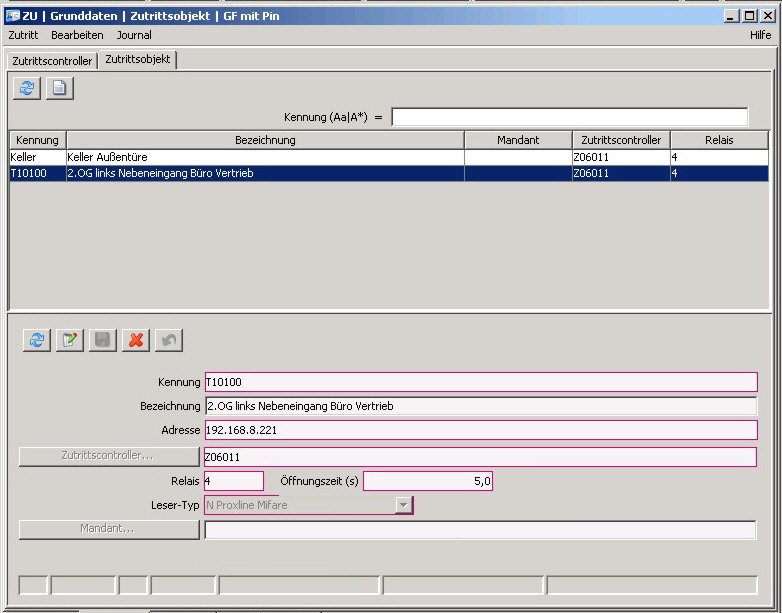 ZU | Grunddaten | Zutrittsobjekt | GF mit Pin
Zutritt Bearbeiten Journal Hilfe
Zutrittscontroller Zutrittsobjekt
Kennung (Aa|A*) =
Kennung Bezeichnung Mandant Zutrittscontroller Relais
Keller Keller Außentüre Z06011 4
T10100 2.OG links Nebeneingang Büro Vertrieb Z06011 4
Kennung T10100
Bezeichnung 2.OG links Nebeneingang Büro Vertrieb
Adresse 192.168.8.221
Zutrittscontroller... Z06011
Relais 4 Öffnungszeit (s) 5,0
Leser-Typ N Proxline Mifare
Mandant...